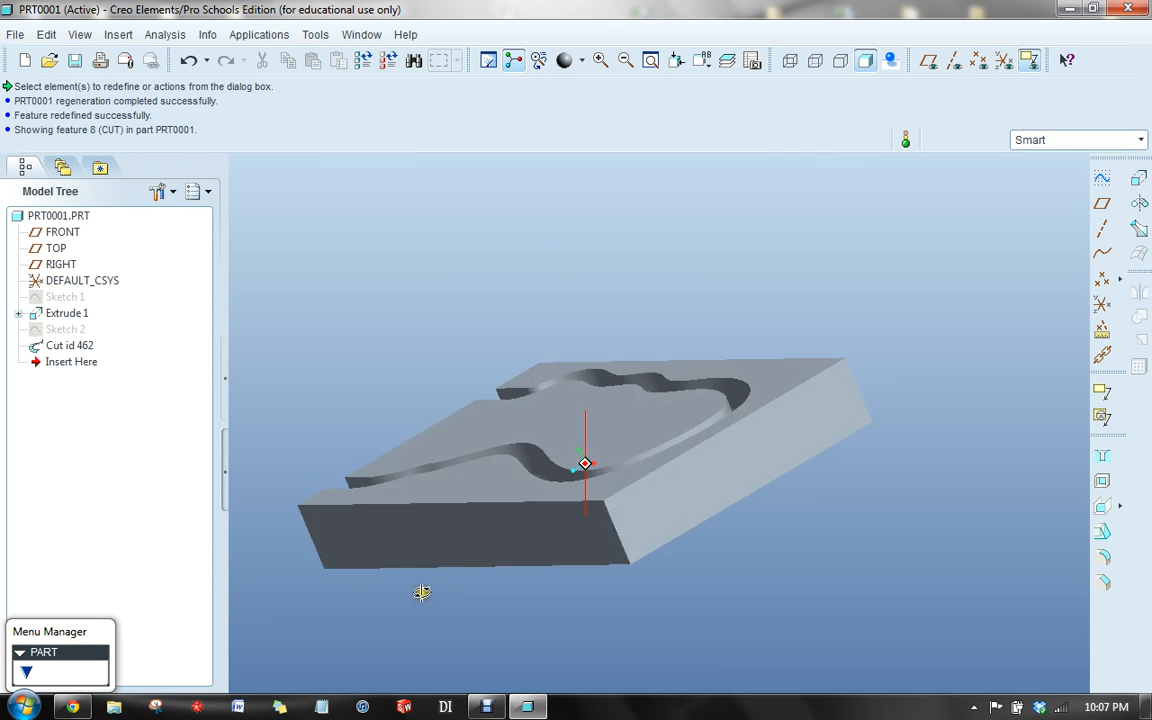 PRT0001 (Active) - Creo Elements/Pro Schools Edition (for educational use only)
File Edit View Insert Analysis Info Applications Tools Window Help
Select element(s) to redefine or actions from the dialog box.
PRT0001 regeneration completed successfully.
Feature redefined successfully.
Showing feature 8 (CUT) in part PRT0001.
Smart
Model Tree
PRT0001.PRT
FRONT
TOP
RIGHT
DEFAULT_CSYS
Sketch 1
Extrude 1
Sketch 2
Cut id 462
Insert Here
Menu Manager
PART
DI
10:07 PM